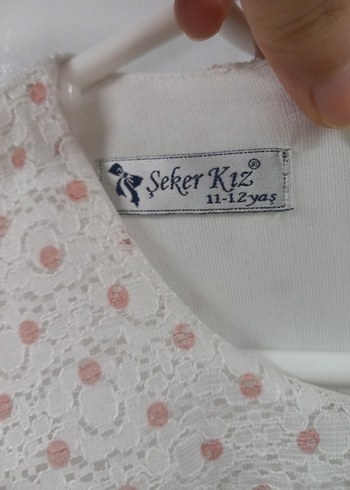 Şeker Kız®
11-12 yaş